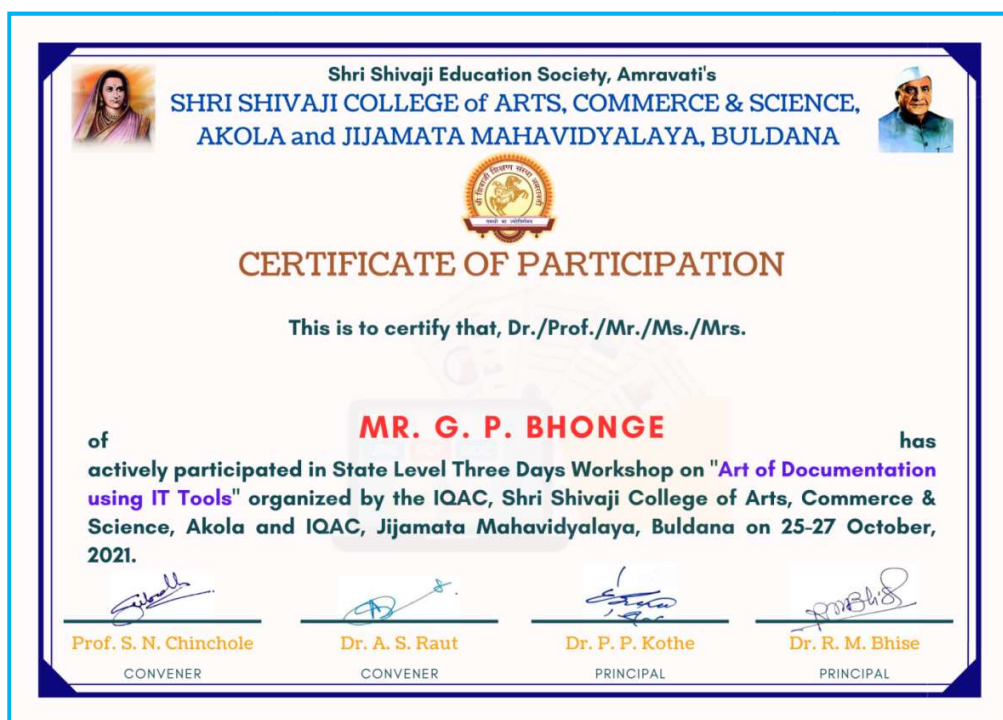 Shri Shivaji Education Society, Amravati's
SHRI SHIVAJI COLLEGE of ARTS, COMMERCE & SCIENCE,
AKOLA and JIJAMATA MAHAVIDYALAYA, BULDANA
श्री शिवाजी शिक्षण संस्था अमरावती
CERTIFICATE OF PARTICIPATION
This is to certify that, Dr./Prof./Mr./Ms./Mrs.
MR. G. P. BHONGE
of has
actively participated in State Level Three Days Workshop on "Art of Documentation
using IT Tools" organized by the IQAC, Shri Shivaji College of Arts, Commerce &
Science, Akola and IQAC, Jijamata Mahavidyalaya, Buldana on 25-27 October,
2021.
Prof. S. N. Chinchole Dr. A. S. Raut Dr. P. P. Kothe Dr. R. M. Bhise
CONVENER CONVENER PRINCIPAL PRINCIPAL